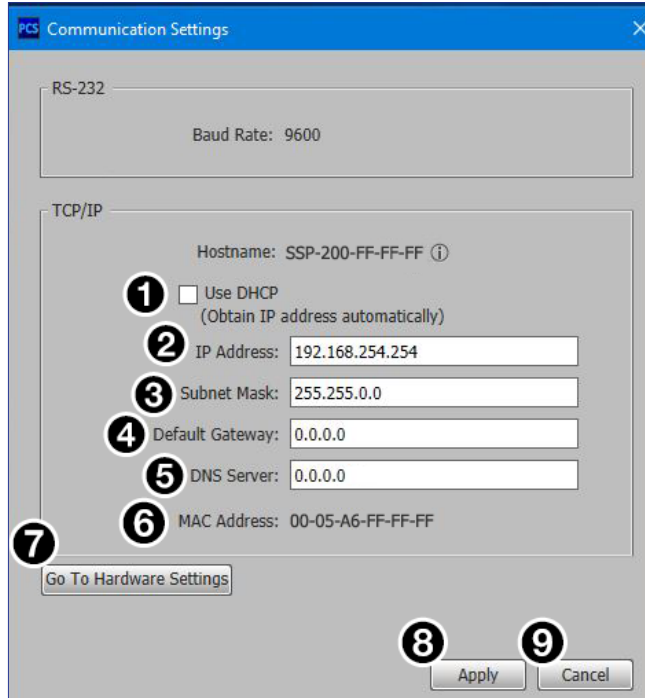 PCS Communication Settings
RS-232
Baud Rate: 9600
TCP/IP
Hostname: SSP-200-FF-FF-FF ⓘ
1 Use DHCP
(Obtain IP address automatically)
2 IP Address: 192.168.254.254
3 Subnet Mask: 255.255.0.0
4 Default Gateway: 0.0.0.0
5 DNS Server: 0.0.0.0
6 MAC Address: 00-05-A6-FF-FF-FF
7
Go To Hardware Settings
8 9
Apply Cancel